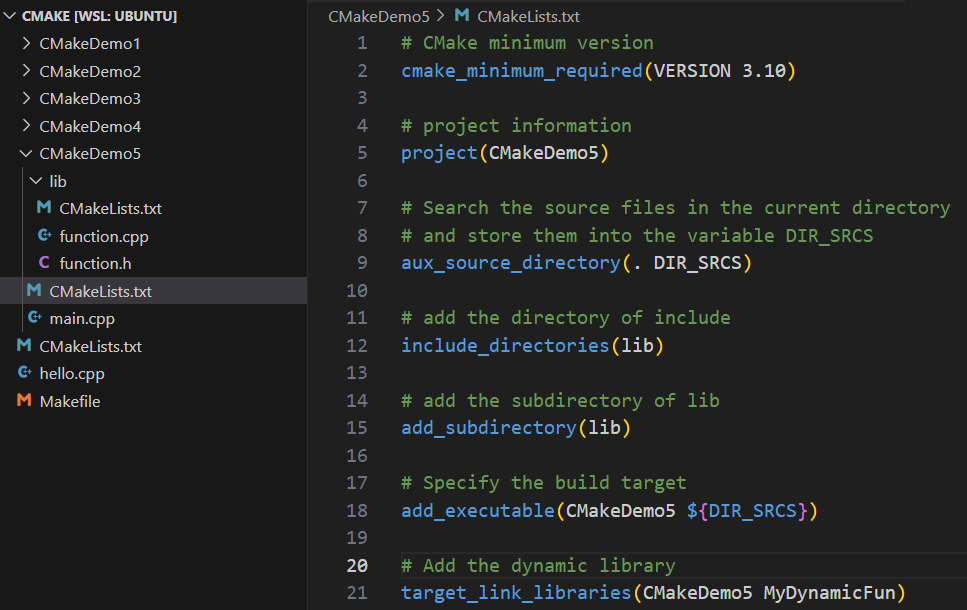 CMAKE [WSL: UBUNTU]
CMakeDemo1
CMakeDemo2
CMakeDemo3
CMakeDemo4
CMakeDemo5
lib
M CMakeLists.txt
C+ function.cpp
C function.h
M CMakeLists.txt
C+ main.cpp
M CMakeLists.txt
C+ hello.cpp
M Makefile
CMakeDemo5 > M CMakeLists.txt
1 # CMake minimum version
2 cmake_minimum_required(VERSION 3.10)
3
4 # project information
5 project(CMakeDemo5)
6
7 # Search the source files in the current directory
8 # and store them into the variable DIR_SRCS
9 aux_source_directory(. DIR_SRCS)
10
11 # add the directory of include
12 include_directories(lib)
13
14 # add the subdirectory of lib
15 add_subdirectory(lib)
16
17 # Specify the build target
18 add_executable(CMakeDemo5 ${DIR_SRCS})
19
20 # Add the dynamic library
21 target_link_libraries(CMakeDemo5 MyDynamicFun)